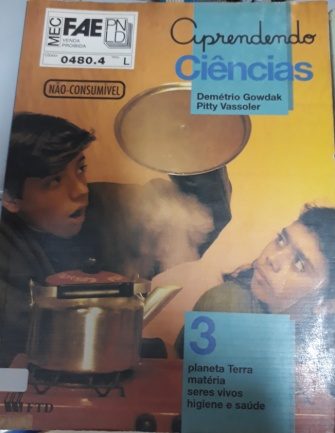 MEC
FAE
PNLD
VENDA
PROIBIDA
0480.4
L
NÃO-CONSUMÍVEL
Aprendendo
Ciências
Demétrio Gowdak
Pitty Vassoler
3
planeta Terra
matéria
seres vivos
higiene e saúde
FTD